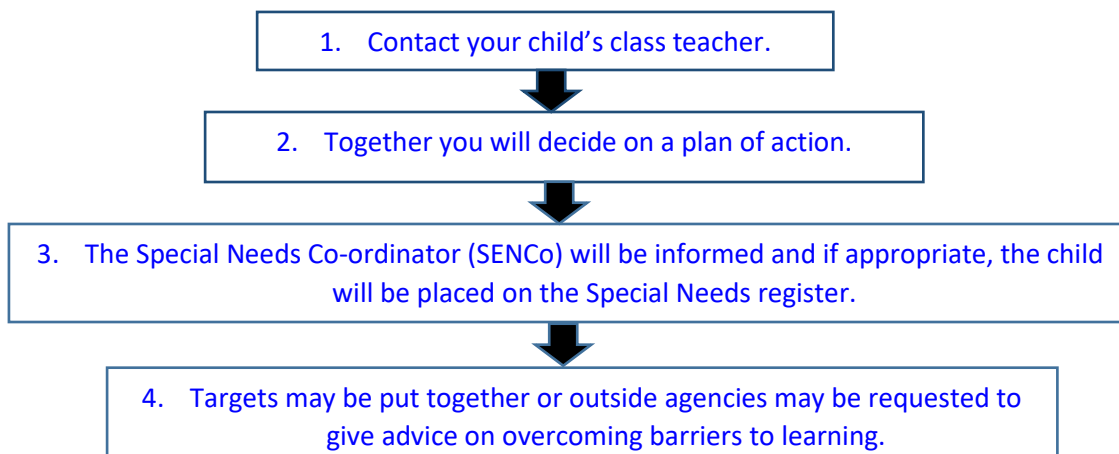 1. Contact your child’s class teacher.
2. Together you will decide on a plan of action.
3. The Special Needs Co-ordinator (SENCo) will be informed and if appropriate, the child
will be placed on the Special Needs register.
4. Targets may be put together or outside agencies may be requested to
give advice on overcoming barriers to learning.